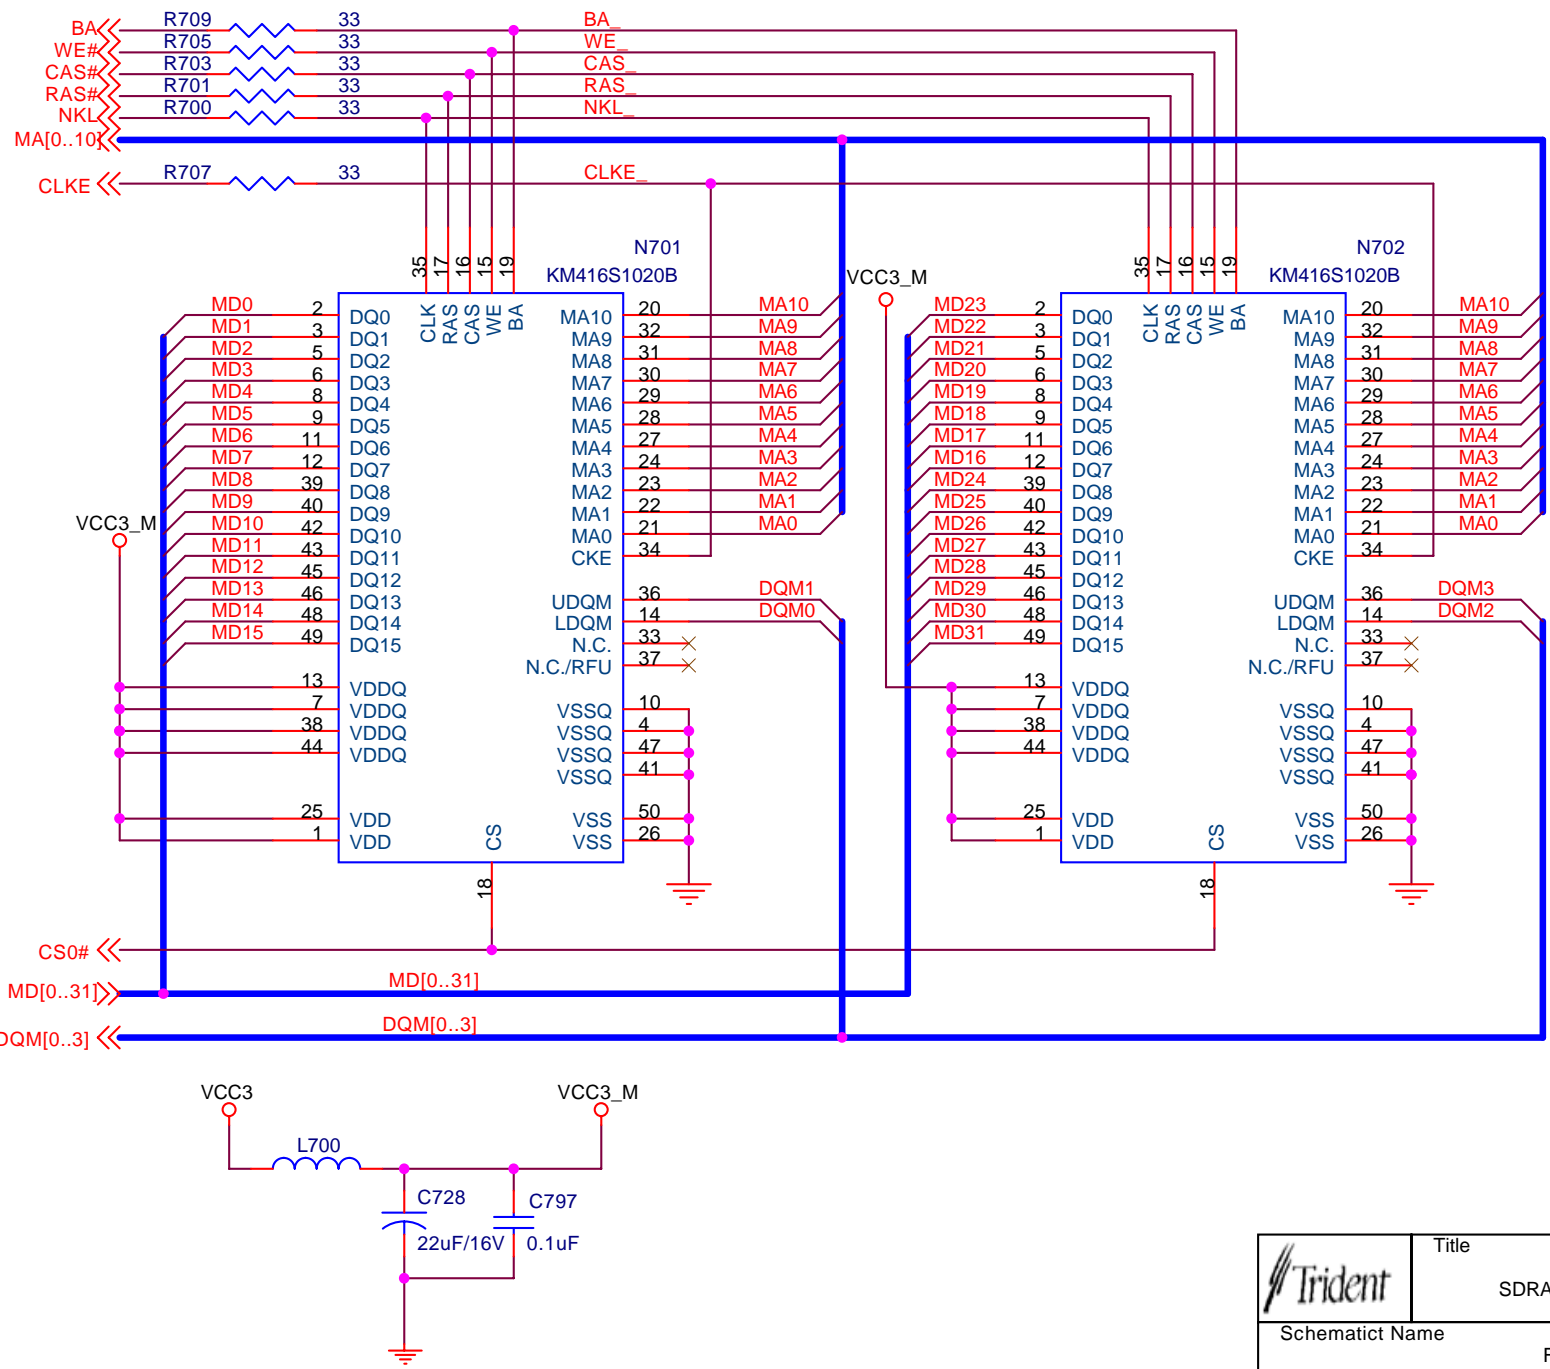 BA R709 33 BA_
WE# R705 33 WE_
CAS# R703 33 CAS_
RAS# R701 33 RAS_
NKL R700 33 NKL_
MA[0..10]
CLKE R707 33 CLKE_
N701
KM416S1020B
35 17 16 15 19
CLK RAS CAS WE BA
MD0 2 DQ0 MA10 20 MA10
MD1 3 DQ1 MA9 32 MA9
MD2 5 DQ2 MA8 31 MA8
MD3 6 DQ3 MA7 30 MA7
MD4 8 DQ4 MA6 29 MA6
MD5 9 DQ5 MA5 28 MA5
MD6 11 DQ6 MA4 27 MA4
MD7 12 DQ7 MA3 24 MA3
MD8 39 DQ8 MA2 23 MA2
MD9 40 DQ9 MA1 22 MA1
VCC3_M
MD10 42 DQ10 MA0 21 MA0
MD11 43 DQ11 CKE 34
MD12 45 DQ12
MD13 46 DQ13 UDQM 36 DQM1
MD14 48 DQ14 LDQM 14 DQM0
MD15 49 DQ15 N.C. 33
N.C./RFU 37
13 VDDQ
7 VDDQ VSSQ 10
38 VDDQ VSSQ 4
44 VDDQ VSSQ 47
VSSQ 41
25 VDD VSS 50
1 VDD VSS 26
CS
18
N702
KM416S1020B
VCC3_M
35 17 16 15 19
CLK RAS CAS WE BA
MD23 2 DQ0 MA10 20 MA10
MD22 3 DQ1 MA9 32 MA9
MD21 5 DQ2 MA8 31 MA8
MD20 6 DQ3 MA7 30 MA7
MD19 8 DQ4 MA6 29 MA6
MD18 9 DQ5 MA5 28 MA5
MD17 11 DQ6 MA4 27 MA4
MD16 12 DQ7 MA3 24 MA3
MD24 39 DQ8 MA2 23 MA2
MD25 40 DQ9 MA1 22 MA1
MD26 42 DQ10 MA0 21 MA0
MD27 43 DQ11 CKE 34
MD28 45 DQ12
MD29 46 DQ13 UDQM 36 DQM3
MD30 48 DQ14 LDQM 14 DQM2
MD31 49 DQ15 N.C. 33
N.C./RFU 37
13 VDDQ
7 VDDQ VSSQ 10
38 VDDQ VSSQ 4
44 VDDQ VSSQ 47
VSSQ 41
25 VDD VSS 50
1 VDD VSS 26
CS
18
CS0#
MD[0..31] MD[0..31]
DQM[0..3] DQM[0..3]
VCC3 VCC3_M
L700
C728 C797
22uF/16V 0.1uF
Trident
Title
Schematict Name